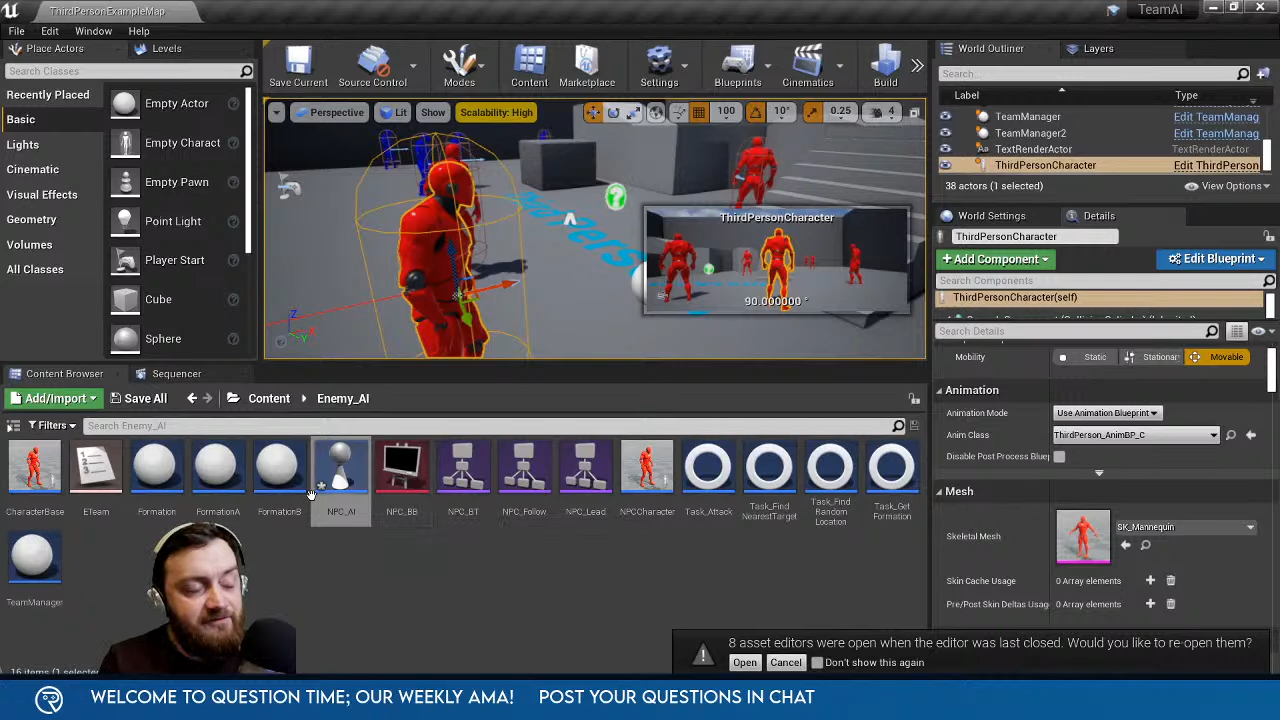 ThirdPersonExampleMap
TeamAI
File
Edit
Window
Help
Place Actors
Levels
Search Classes
Recently Placed
Basic
Lights
Cinematic
Visual Effects
Geometry
Volumes
All Classes
Empty Actor
Empty Charact
Empty Pawn
Point Light
Player Start
Cube
Sphere
Save Current
Source Control
Modes
Content
Marketplace
Settings
Blueprints
Cinematics
Build
Perspective
Lit
Show
Scalability: High
100
10°
0.25
4
ThirdPersonCharacter
90.000000 °
World Outliner
Layers
Search...
Label
Type
TeamManager
Edit TeamManag
TeamManager2
Edit TeamManag
TextRenderActor
TextRenderActor
ThirdPersonCharacter
Edit ThirdPerson
38 actors (1 selected)
View Options
World Settings
Details
ThirdPersonCharacter
+ Add Component
Edit Blueprint
Search Components
ThirdPersonCharacter(self)
Search Details
Mobility
Static
Stationar
Movable
Animation
Animation Mode
Use Animation Blueprint
Anim Class
ThirdPerson_AnimBP_C
Disable Post Process Bluep
Mesh
Skeletal Mesh
SK_Mannequin
Skin Cache Usage
0 Array elements
Pre/Post Skin Deltas Usag
0 Array elements
Content Browser
Sequencer
Add/Import
Save All
Content
Enemy_AI
Filters
Search Enemy_AI
CharacterBase
ETeam
Formation
FormationA
FormationB
NPC_AI
NPC_BB
NPC_BT
NPC_Follow
NPC_Lead
NPCCharacter
Task_Attack
Task_Find
NearestTarget
Task_Find
Random
Location
Task_Get
Formation
TeamManager
16 items (1 selected
8 asset editors were open when the editor was last closed. Would you like to re-open them?
Open
Cancel
Don't show this again
WELCOME TO QUESTION TIME; OUR WEEKLY AMA! POST YOUR QUESTIONS IN CHAT